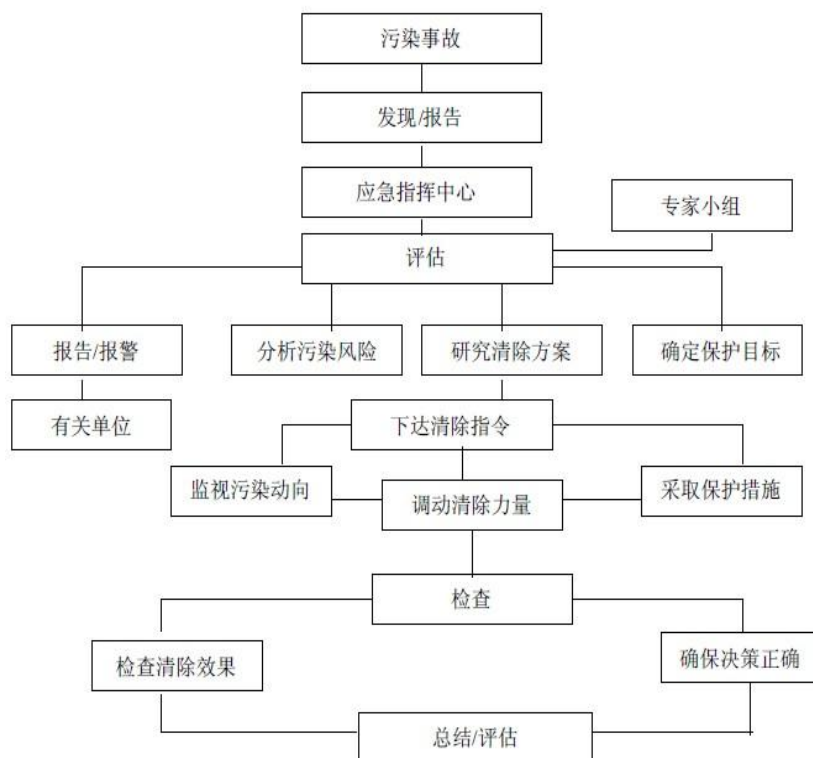 污染事故
发现/报告
应急指挥中心
专家小组
评估
报告/报警
分析污染风险
研究清除方案
确定保护目标
有关单位
下达清除指令
监视污染动向
调动清除力量
采取保护措施
检查
检查清除效果
确保决策正确
总结/评估